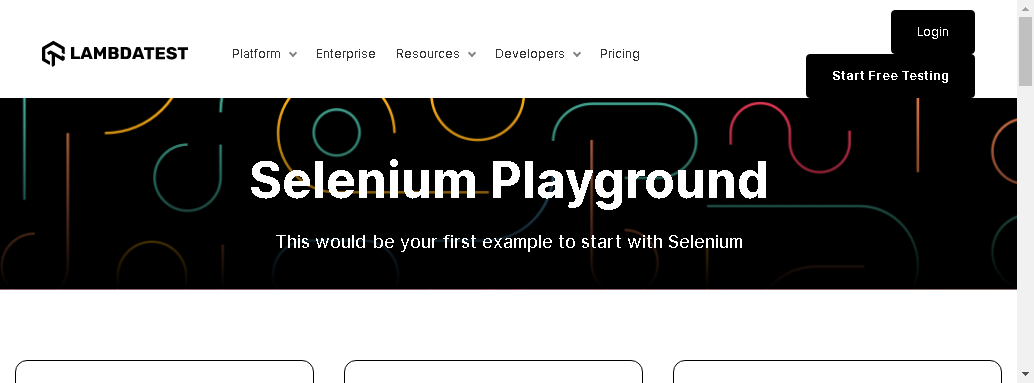 LAMBDATEST
Platform
Enterprise
Resources
Developers
Pricing
Login
Start Free Testing
Selenium Playground
This would be your first example to start with Selenium